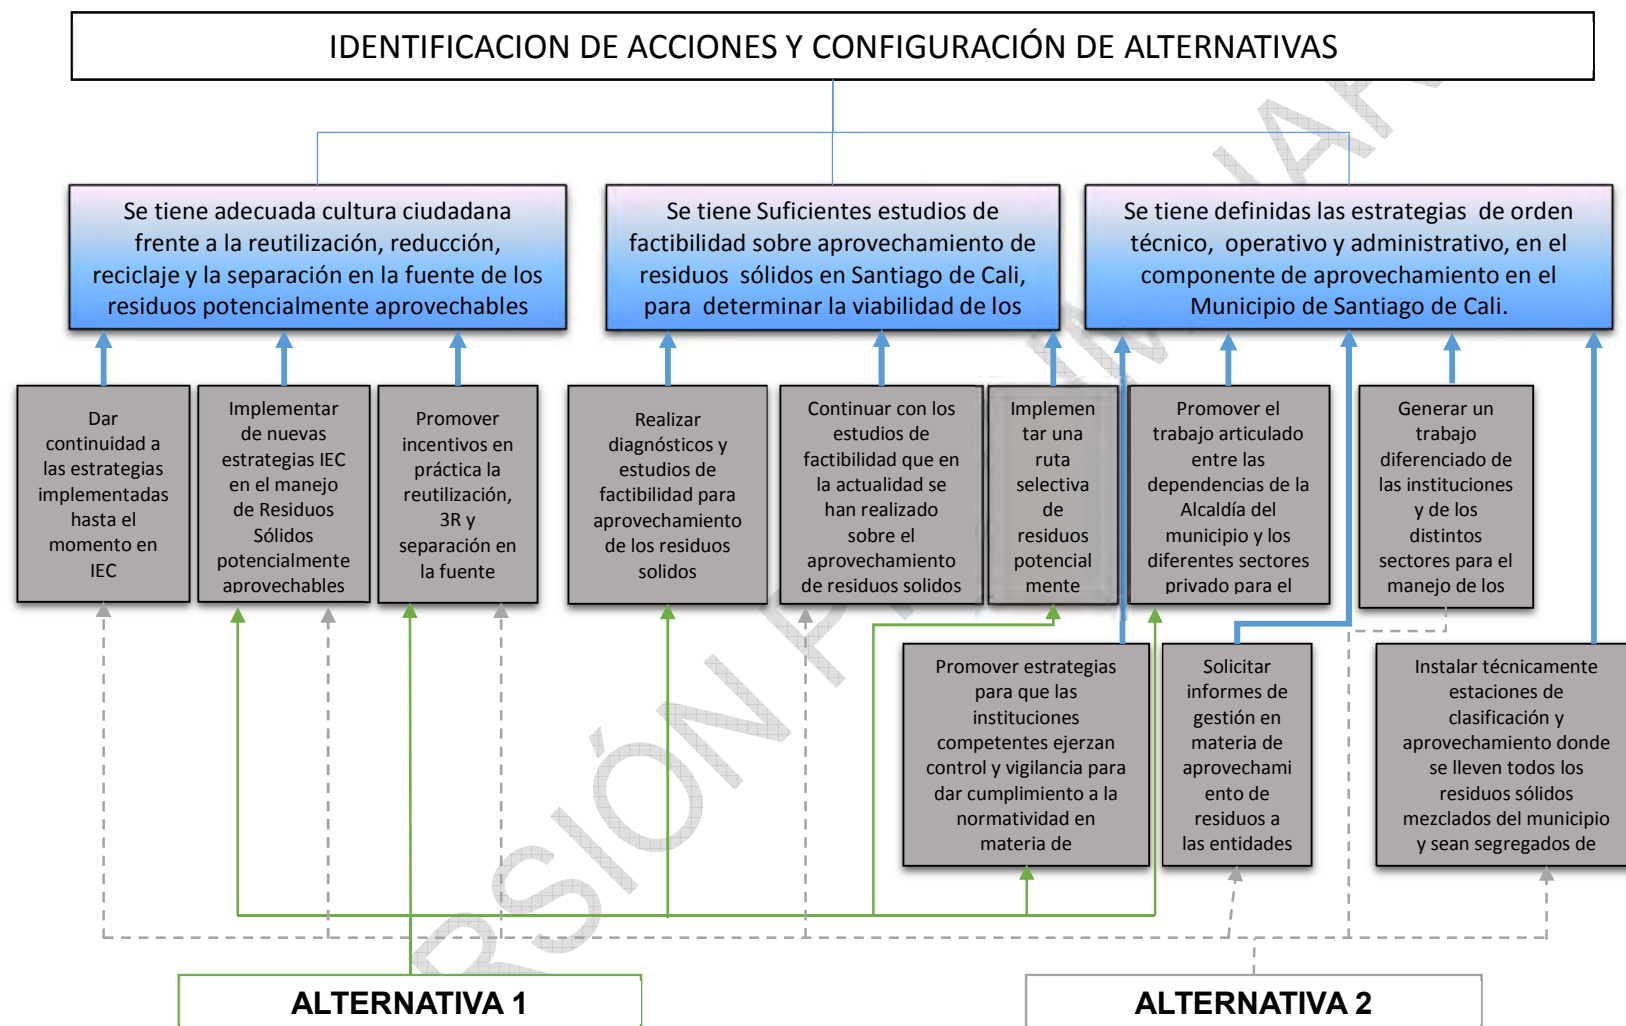 IDENTIFICACION DE ACCIONES Y CONFIGURACIÓN DE ALTERNATIVAS
Se tiene adecuada cultura ciudadana
frente a la reutilización, reducción,
reciclaje y la separación en la fuente de los
residuos potencialmente aprovechables
Se tiene Suficientes estudios de
factibilidad sobre aprovechamiento de
residuos sólidos en Santiago de Cali,
para determinar la viabilidad de los
Se tiene definidas las estrategias de orden
técnico, operativo y administrativo, en el
componente de aprovechamiento en el
Municipio de Santiago de Cali.
Dar
continuidad a
las estrategias
implementadas
hasta el
momento en
IEC
Implementar
de nuevas
estrategias IEC
en el manejo
de Residuos
Sólidos
potencialmente
aprovechables
Promover
incentivos en
práctica la
reutilización,
3R y
separación en
la fuente
Realizar
diagnósticos y
estudios de
factibilidad para
aprovechamiento
de los residuos
solidos
Continuar con los
estudios de
factibilidad que en
la actualidad se
han realizado
sobre el
aprovechamiento
de residuos solidos
Implemen
tar una
ruta
selectiva
de
residuos
potencial
mente
Promover el
trabajo articulado
entre las
dependencias de la
Alcaldía del
municipio y los
diferentes sectores
privado para el
Generar un
trabajo
diferenciado de
las instituciones
y de los
distintos
sectores para el
manejo de los
Promover estrategias
para que las
instituciones
competentes ejerzan
control y vigilancia para
dar cumplimiento a la
normatividad en
materia de
Solicitar
informes de
gestión en
materia de
aprovechami
ento de
residuos a
las entidades
Instalar técnicamente
estaciones de
clasificación y
aprovechamiento donde
se lleven todos los
residuos sólidos
mezclados del municipio
y sean segregados de
ALTERNATIVA 1
ALTERNATIVA 2